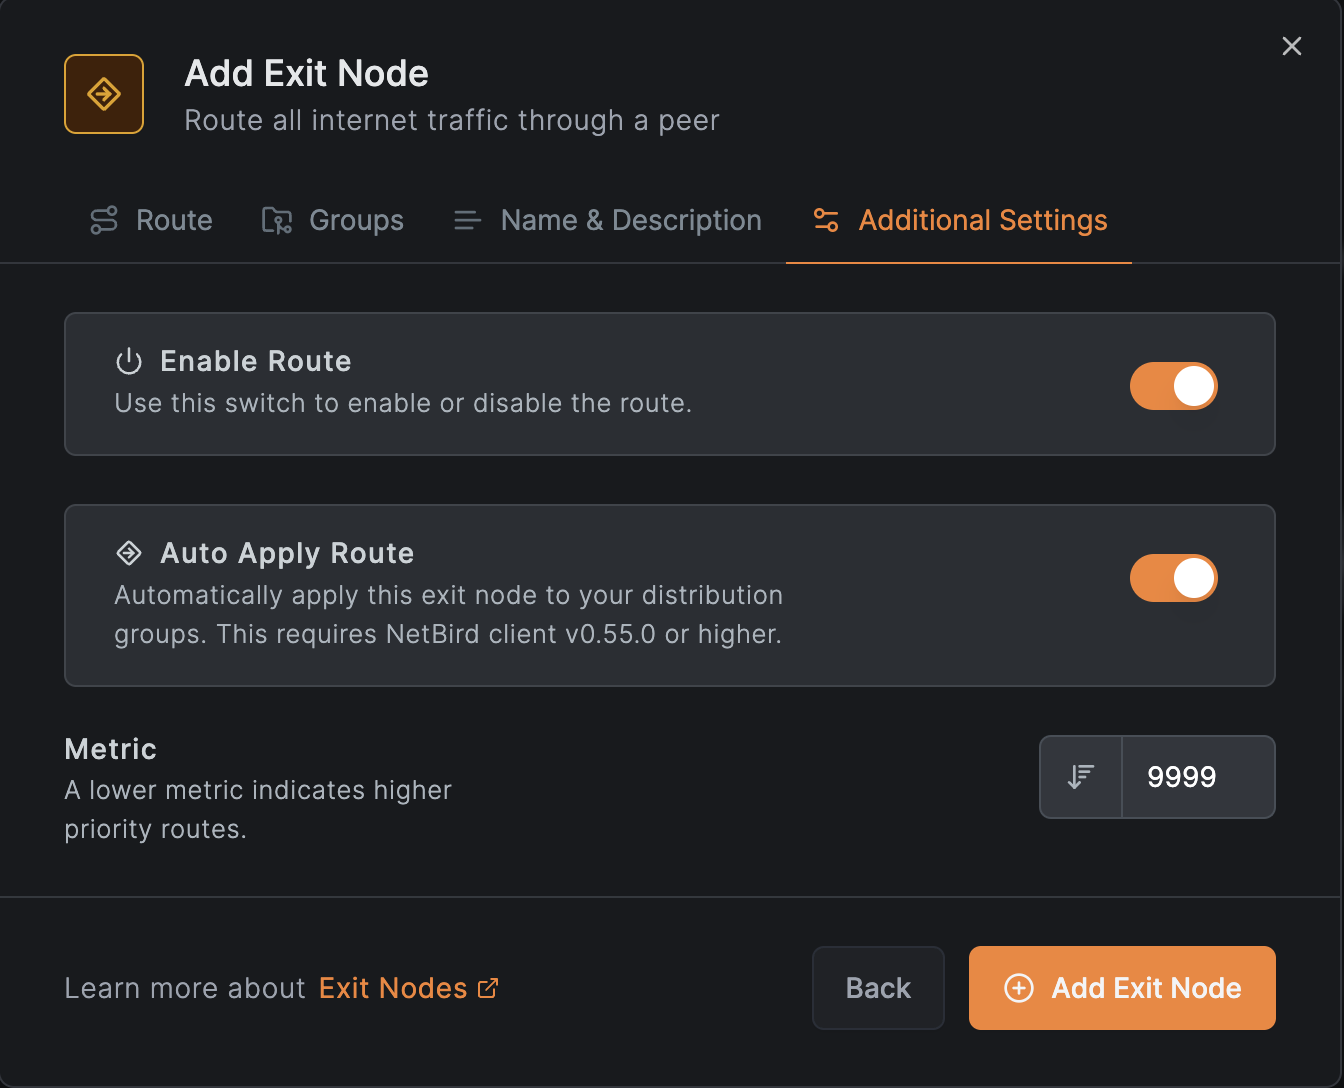 Add Exit Node
Route all internet traffic through a peer
Route
Groups
Name & Description
Additional Settings
Enable Route
Use this switch to enable or disable the route.
Auto Apply Route
Automatically apply this exit node to your distribution
groups. This requires NetBird client v0.55.0 or higher.
Metric
A lower metric indicates higher
priority routes.
9999
Learn more about Exit Nodes
Back
Add Exit Node